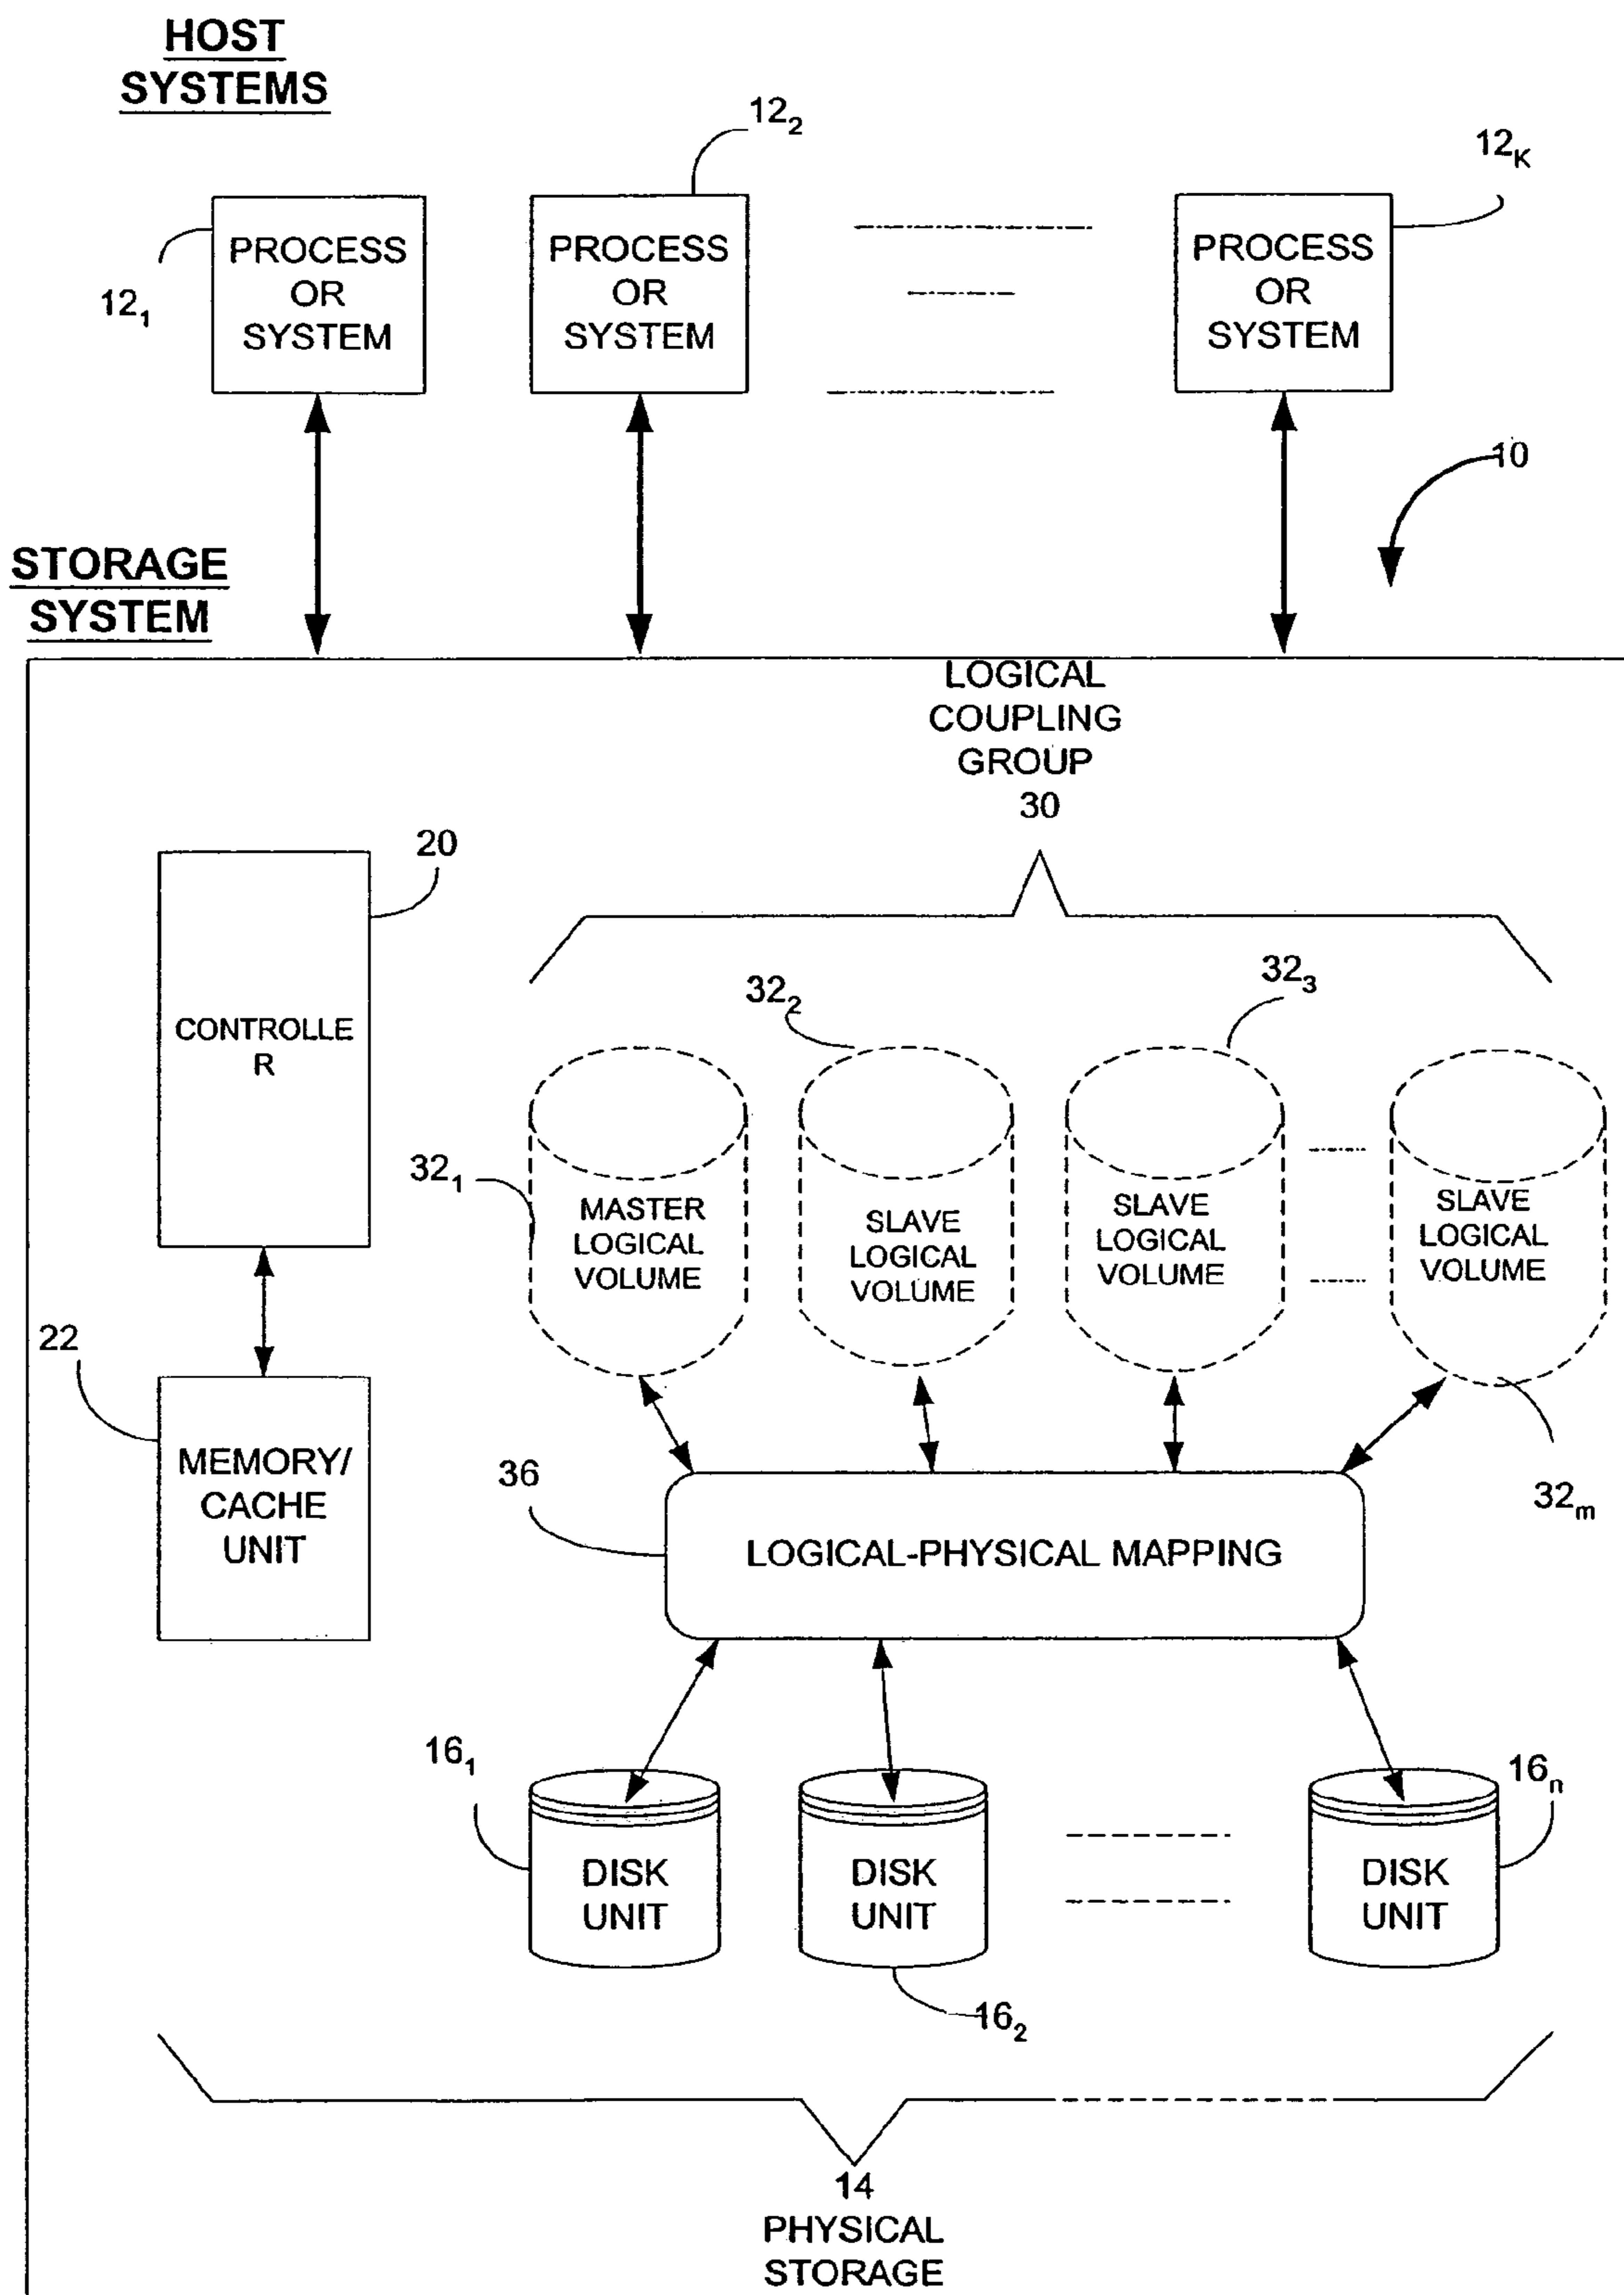 HOST
SYSTEMS
12₁
PROCESS
OR
SYSTEM
12₂
PROCESS
OR
SYSTEM
12K
PROCESS
OR
SYSTEM
10
STORAGE
SYSTEM
LOGICAL
COUPLING
GROUP
30
20
CONTROLLE
R
22
MEMORY/
CACHE
UNIT
32₁
MASTER
LOGICAL
VOLUME
32₂
SLAVE
LOGICAL
VOLUME
32₃
SLAVE
LOGICAL
VOLUME
SLAVE
LOGICAL
VOLUME
32m
36
LOGICAL-PHYSICAL MAPPING
16₁
DISK
UNIT
DISK
UNIT
16₂
16n
DISK
UNIT
14
PHYSICAL
STORAGE